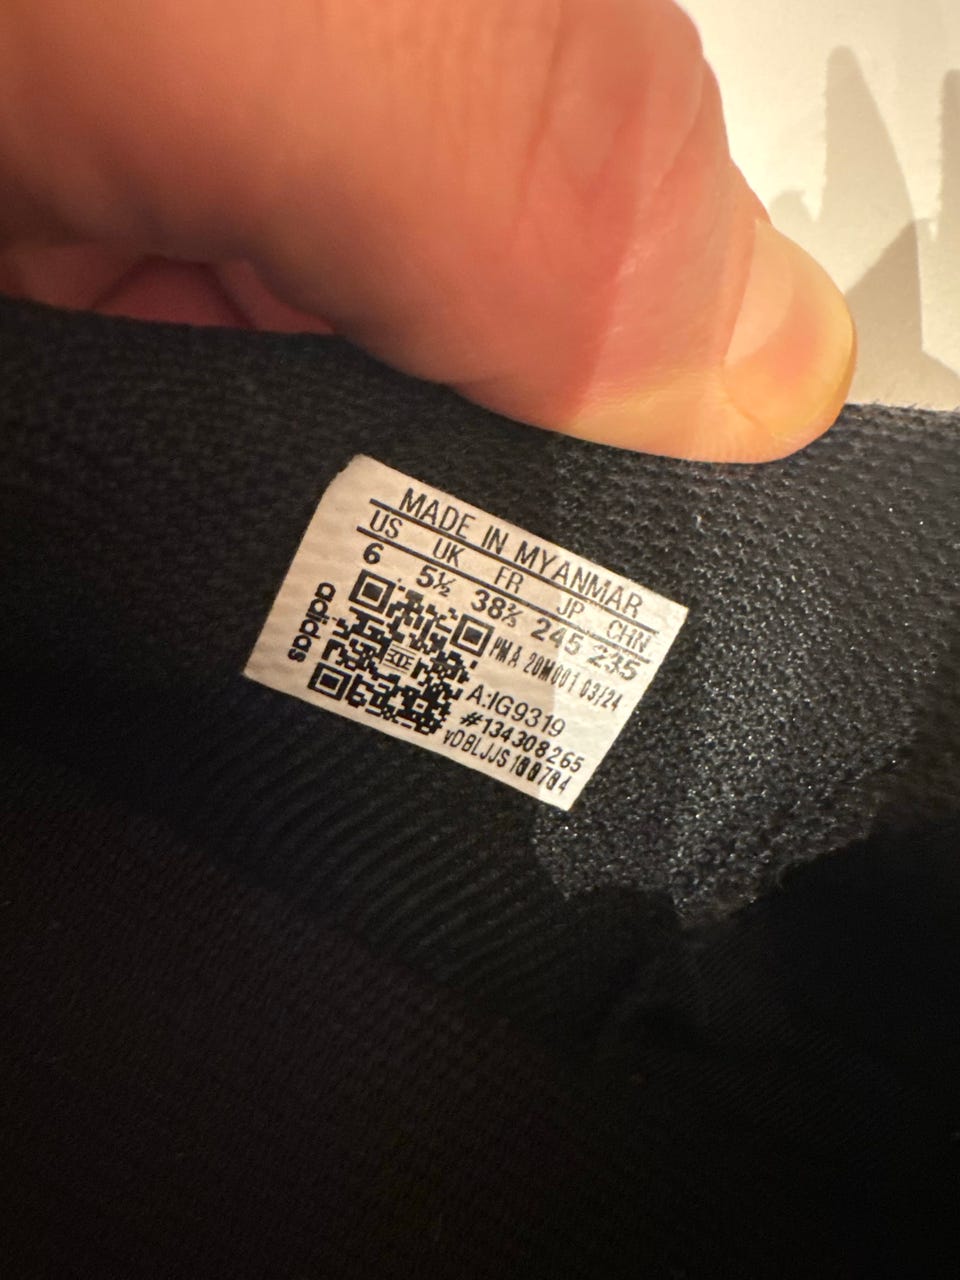 MADE IN MYANMAR
US UK FR JP CHN
6 5½ 38⅔ 245 235
PMA 20M001 03/24
A:IG9319
#134308265
adidas